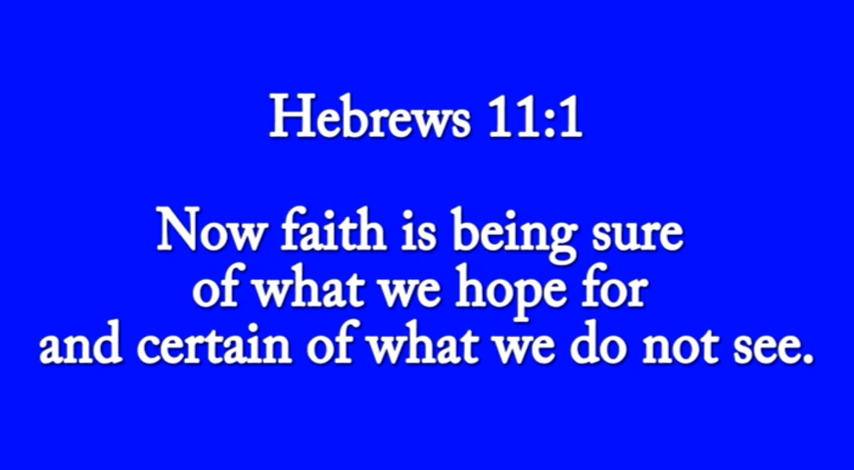 Hebrews 11:1
Now faith is being sure
of what we hope for
and certain of what we do not see.